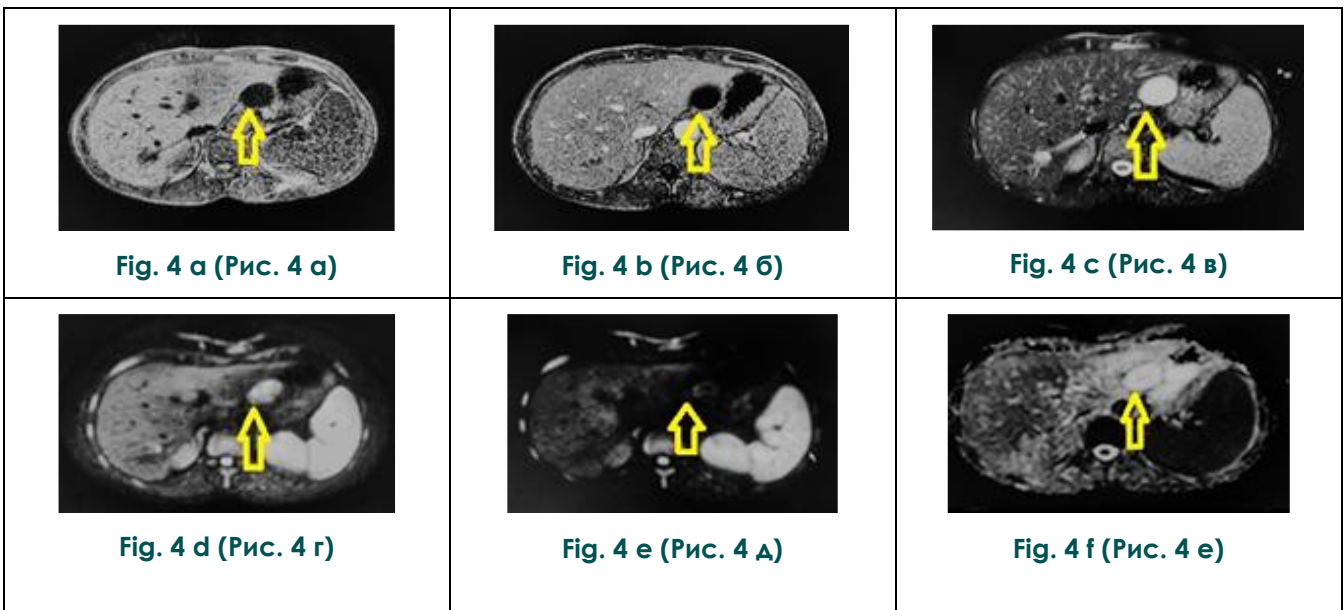 Fig. 4 a (Рис. 4 а)
Fig. 4 b (Рис. 4 б)
Fig. 4 c (Рис. 4 в)
Fig. 4 d (Рис. 4 г)
Fig. 4 e (Рис. 4 д)
Fig. 4 f (Рис. 4 е)